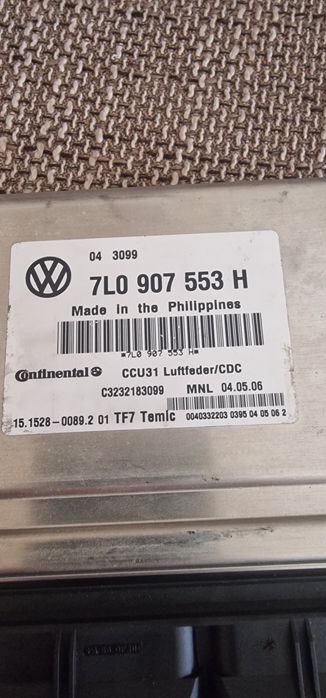 04 3099
7L0 907 553 H
Made in the Philippines
*7L0 907 553 H*
Continental CCU31 Luftfeder/CDC
C3232183099 MNL 04.05.06
15.1528-0089.2 01 TF7 Temic 0040332203 0395 04 05 06 2